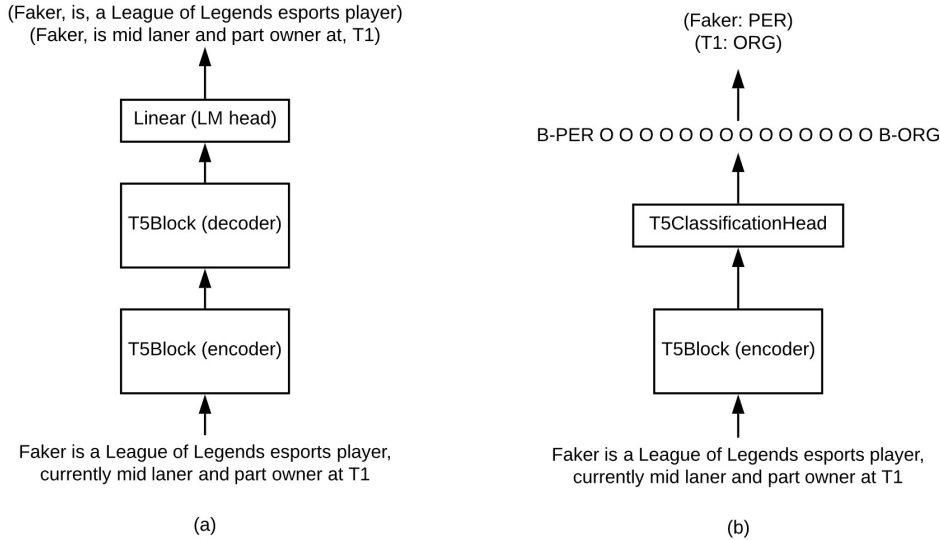 (Faker, is, a League of Legends esports player)
(Faker, is mid laner and part owner at, T1)
Linear (LM head)
T5Block (decoder)
T5Block (encoder)
Faker is a League of Legends esports player,
currently mid laner and part owner at T1
(a)
(Faker: PER)
(T1: ORG)
B-PER O O O O O O O O O O O O O O B-ORG
T5ClassificationHead
T5Block (encoder)
Faker is a League of Legends esports player,
currently mid laner and part owner at T1
(b)